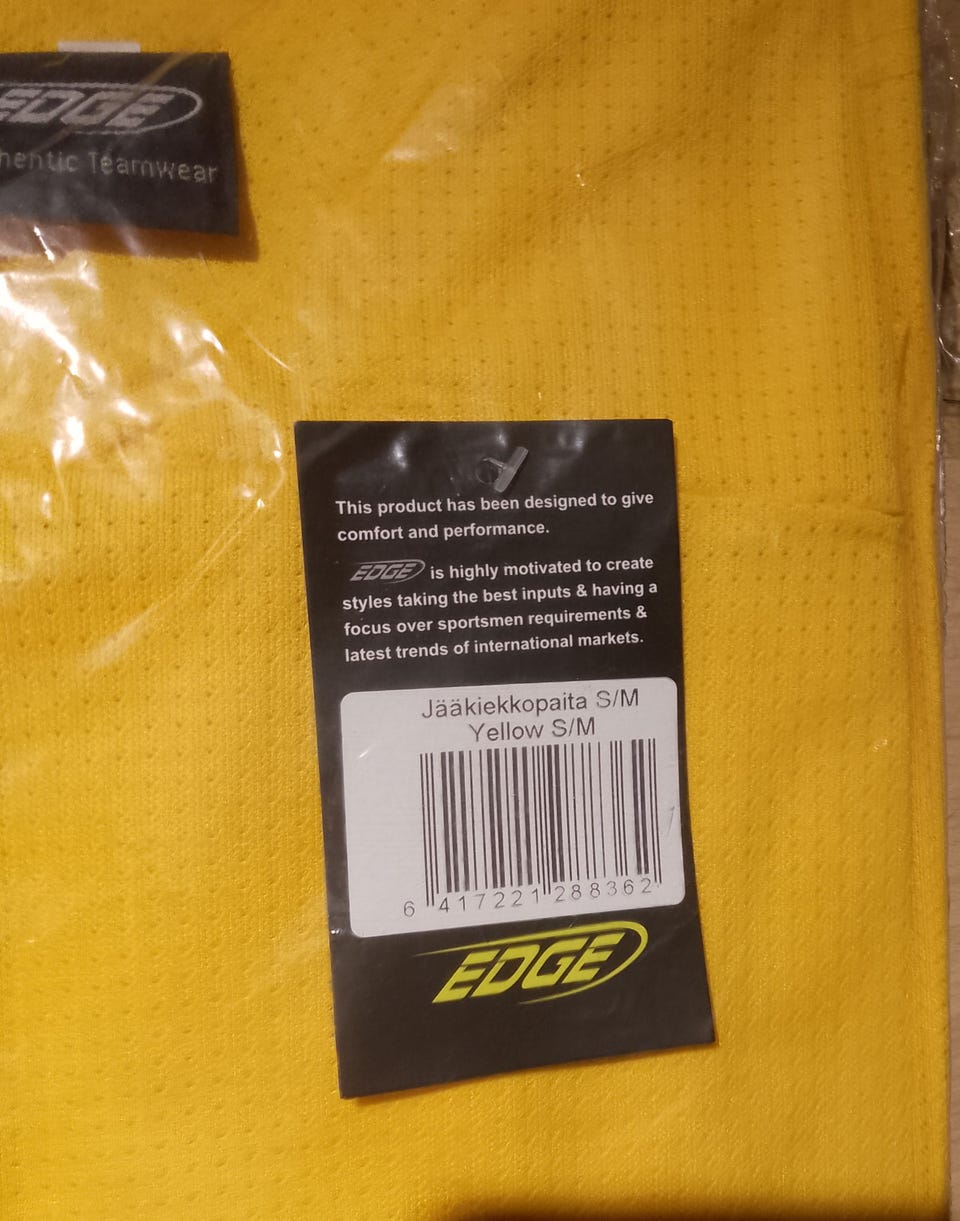 EDGE
hentic Teamwear
This product has been designed to give
comfort and performance.
EDGE is highly motivated to create
styles taking the best inputs & having a
focus over sportsmen requirements &
latest trends of international markets.
Jääkiekkopaita S/M
Yellow S/M
6 417221 288362
EDGE